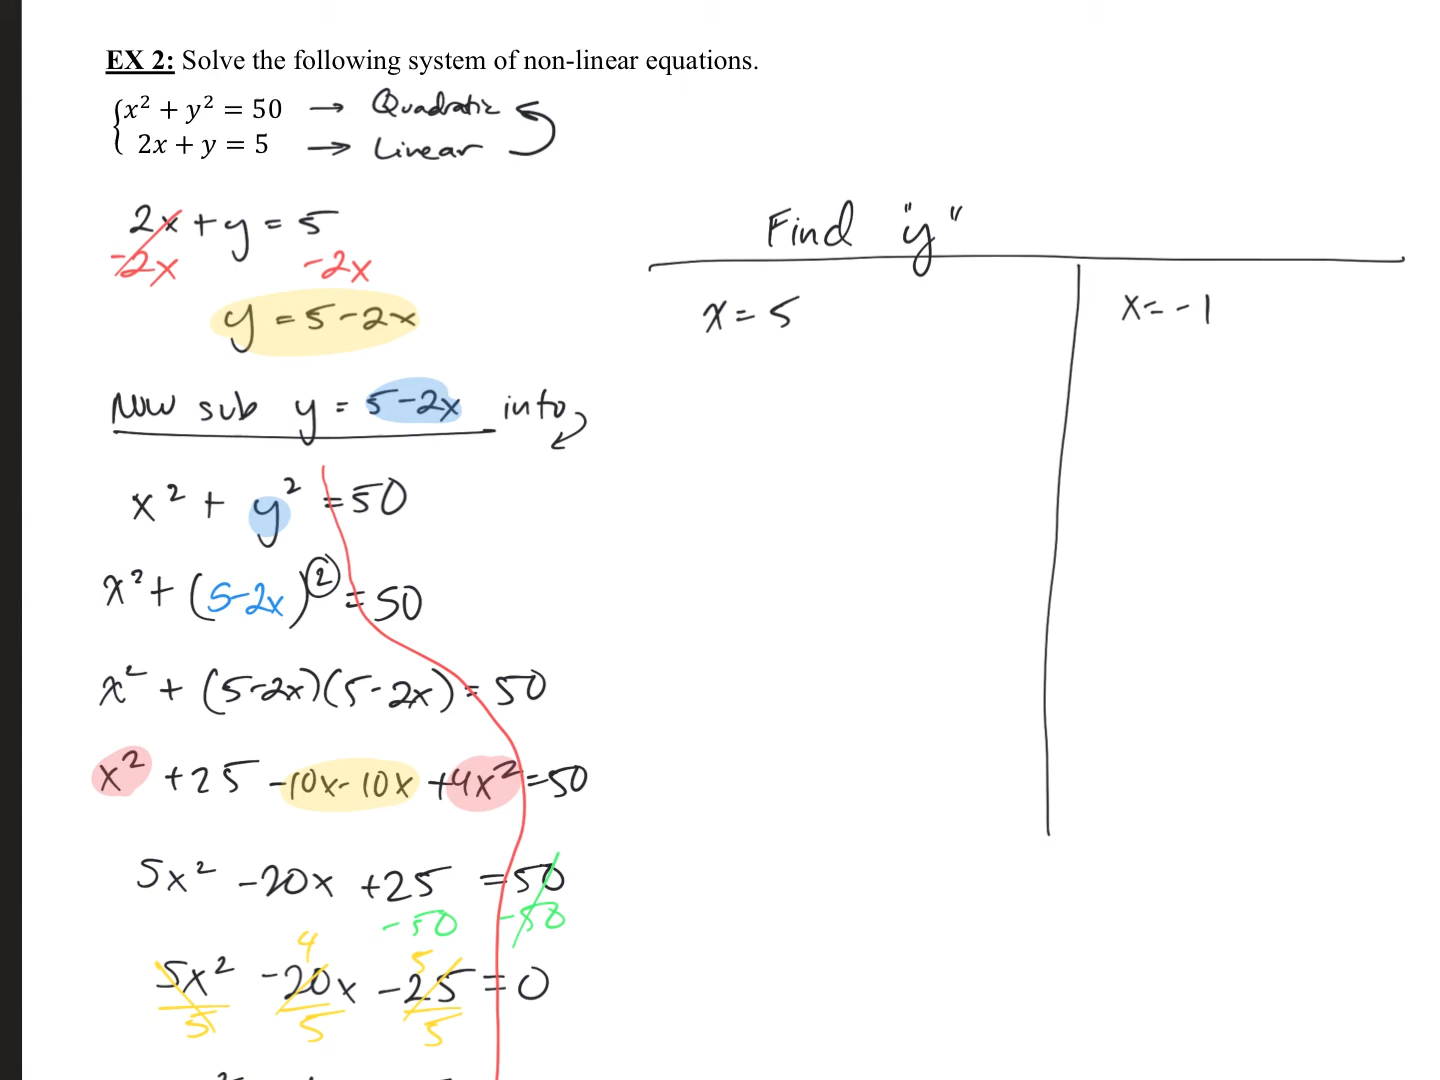 EX 2: Solve the following system of non-linear equations.
x² + y² = 50 → Quadratic
2x + y = 5 → Linear
2x + y = 5
-2x -2x
y = 5 - 2x
Now sub y = 5 - 2x into
x² + y² = 50
x² + (5-2x)² = 50
x² + (5-2x)(5-2x) = 50
x² + 25 - 10x - 10x + 4x² = 50
5x² - 20x + 25 = 50
-50 -50
4 5
5x² - 20x - 25 = 0
5 5 5
Find "y"
x = 5
x = -1